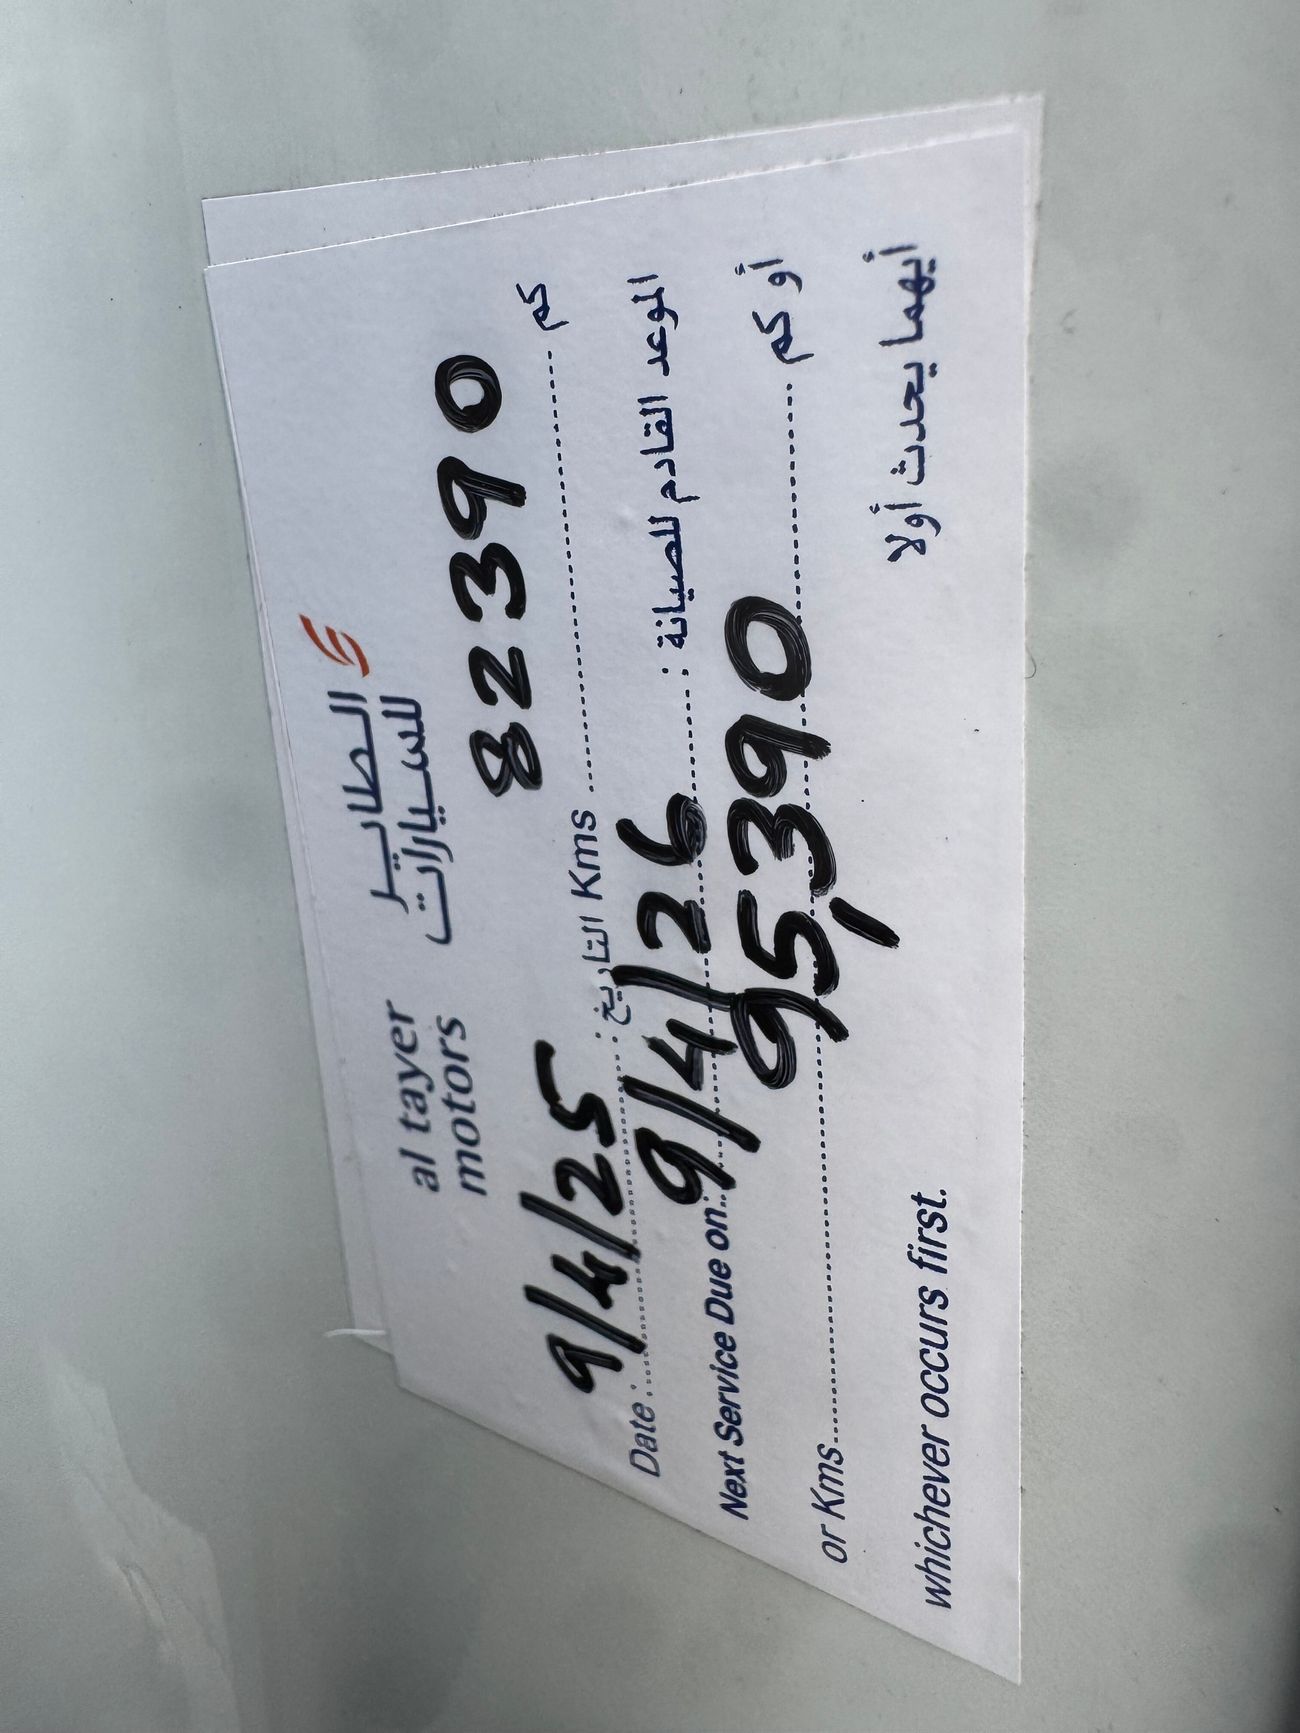 al tayer الطاير
motors للسيارات
Date : 9/4/25 : التاريخ Kms 82390 كم
Next Service Due on: 9/4/26 : الموعد القادم للصيانة
or Kms 95,390 أو كم
whichever occurs first. أيهما يحدث أولا